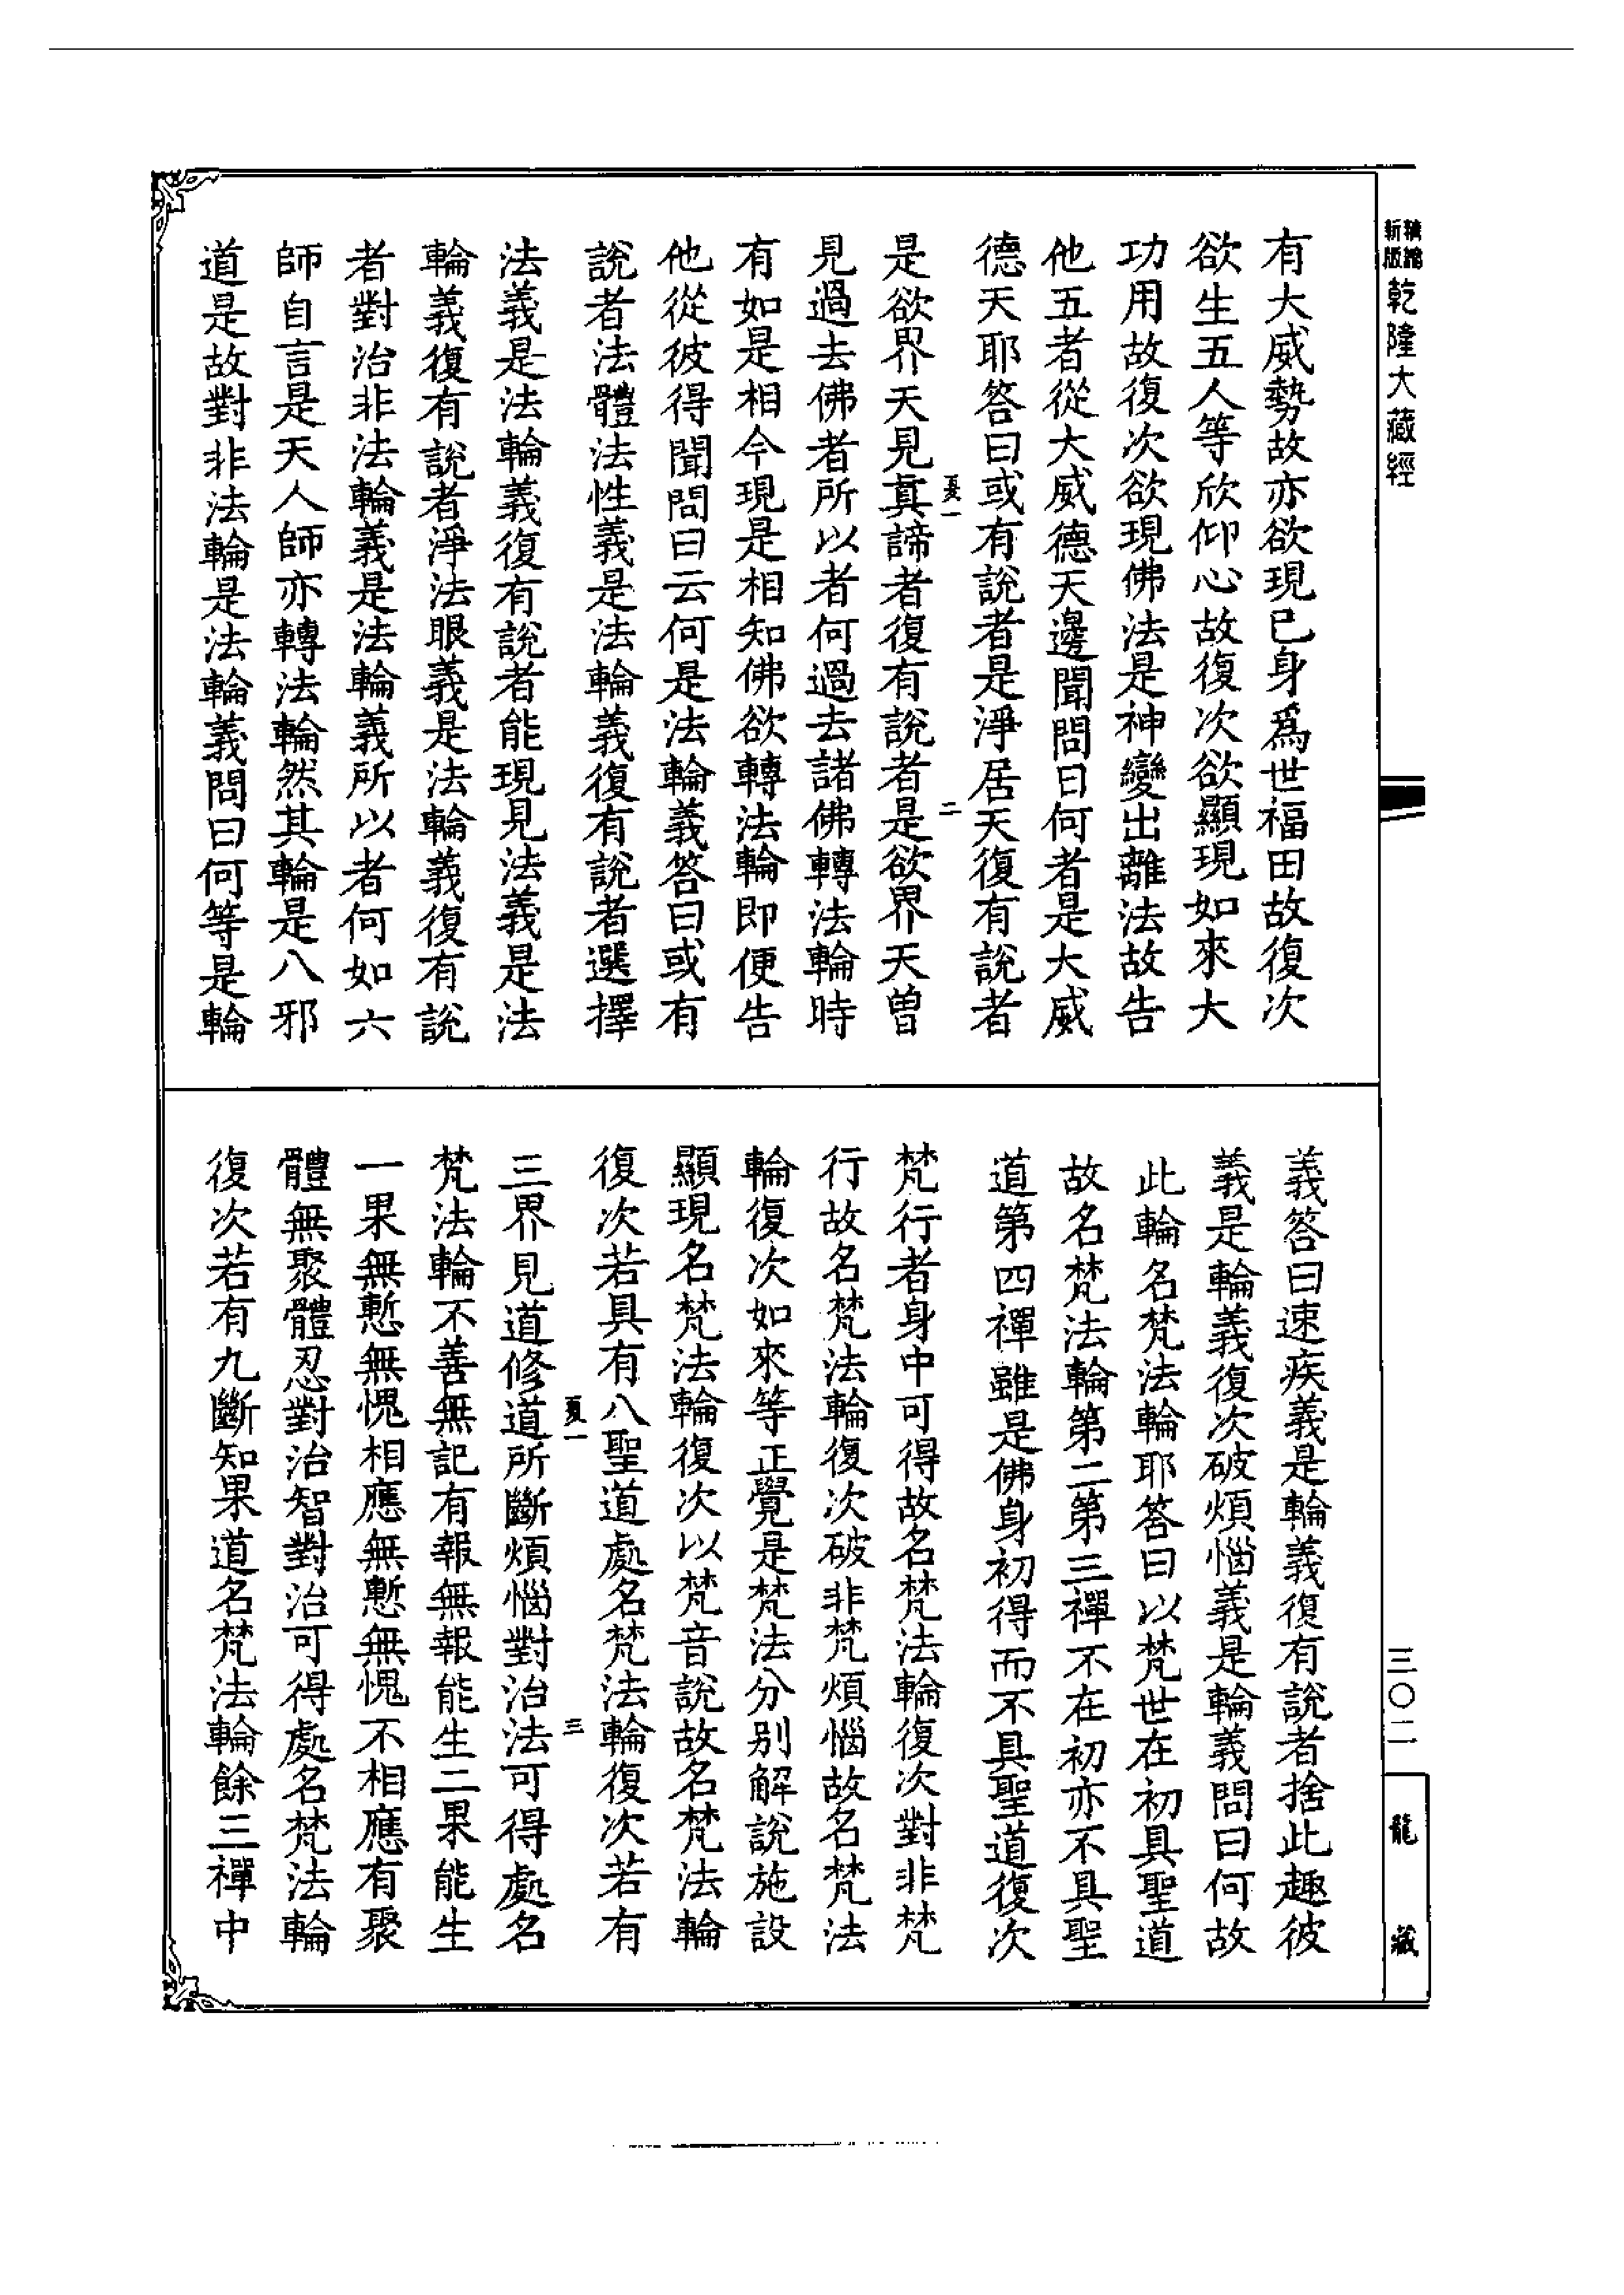 新版精縮乾隆大藏經
有大威勢故亦欲現已身爲世福田故復次
欲生五人等欣仰心故復次欲顯現如來大
功用故復次欲現佛法是神變出離法故告
他五者從大威德天邊聞問曰何者是大威
德天耶答曰或有說者是淨居天復有說者
夏一
二
是欲界天見眞諦者復有說者是欲界天曾
見過去佛者所以者何過去諸佛轉法輪時
有如是相今現是相知佛欲轉法輪即便告
他從彼得聞問曰云何是法輪義答曰或有
說者法體法性義是法輪義復有說者選擇
法義是法輪義復有說者能現見法義是法
輪義復有說者淨法眼義是法輪義復有說
者對治非法輪義是法輪義所以者何如六
師自言是天人師亦轉法輪然其輪是八邪
道是故對非法輪是法輪義問曰何等是輪
義答曰速疾義是輪義復有說者捨此趣彼
義是輪義復次破煩惱義是輪義問曰何故
此輪名梵法輪耶答曰以梵世在初具聖道
故名梵法輪第二第三禪不在初亦不具聖
道第四禪雖是佛身初得而不具聖道復次
梵行者身中可得故名梵法輪復次對非梵
行故名梵法輪復次破非梵煩惱故名梵法
輪復次如來等正覺是梵法分別解說施設
顯現名梵法輪復次以梵音說故名梵法輪
復次若具有八聖道處名梵法輪復次若有
夏一
三
三界見道修道所斷煩惱對治法可得處名
梵法輪不善無記有報無報能生二果能生
一果無慙無愧相應無慙無愧不相應有聚
體無聚體忍對治智對治可得處名梵法輪
復次若有九斷知果道名梵法輪餘三禪中
三〇二
龍藏